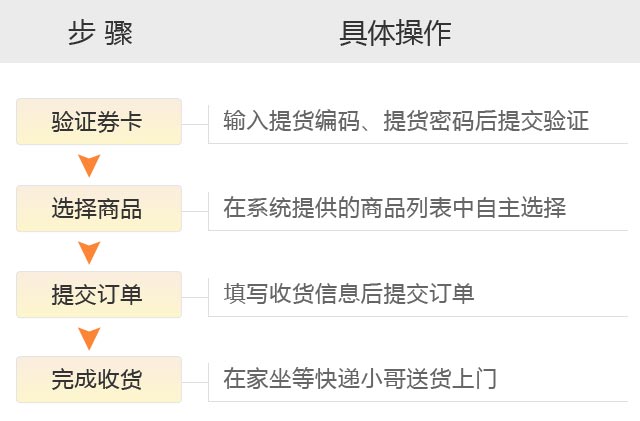 步骤 具体操作
验证券卡 输入提货编码、提货密码后提交验证
选择商品 在系统提供的商品列表中自主选择
提交订单 填写收货信息后提交订单
完成收货 在家坐等快递小哥送货上门